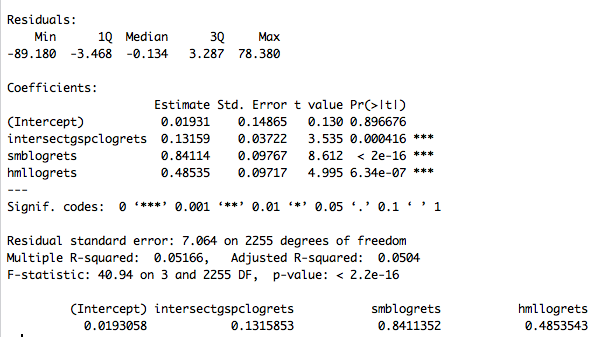 Residuals:
    Min      1Q  Median      3Q     Max
-89.180  -3.468  -0.134   3.287  78.380
Coefficients:
                    Estimate Std. Error t value Pr(>|t|)
(Intercept)          0.01931    0.14865   0.130 0.896676
intersectgspclogrets 0.13159    0.03722   3.535 0.000416 ***
smblogrets           0.84114    0.09767   8.612  < 2e-16 ***
hmllogrets           0.48535    0.09717   4.995 6.34e-07 ***
---
Signif. codes:  0 ‘***’ 0.001 ‘**’ 0.01 ‘*’ 0.05 ‘.’ 0.1 ‘ ’ 1
Residual standard error: 7.064 on 2255 degrees of freedom
Multiple R-squared:  0.05166,   Adjusted R-squared:  0.0504
F-statistic: 40.94 on 3 and 2255 DF,  p-value: < 2.2e-16
         (Intercept) intersectgspclogrets           smblogrets           hmllogrets
           0.0193058            0.1315853            0.8411352            0.4853543